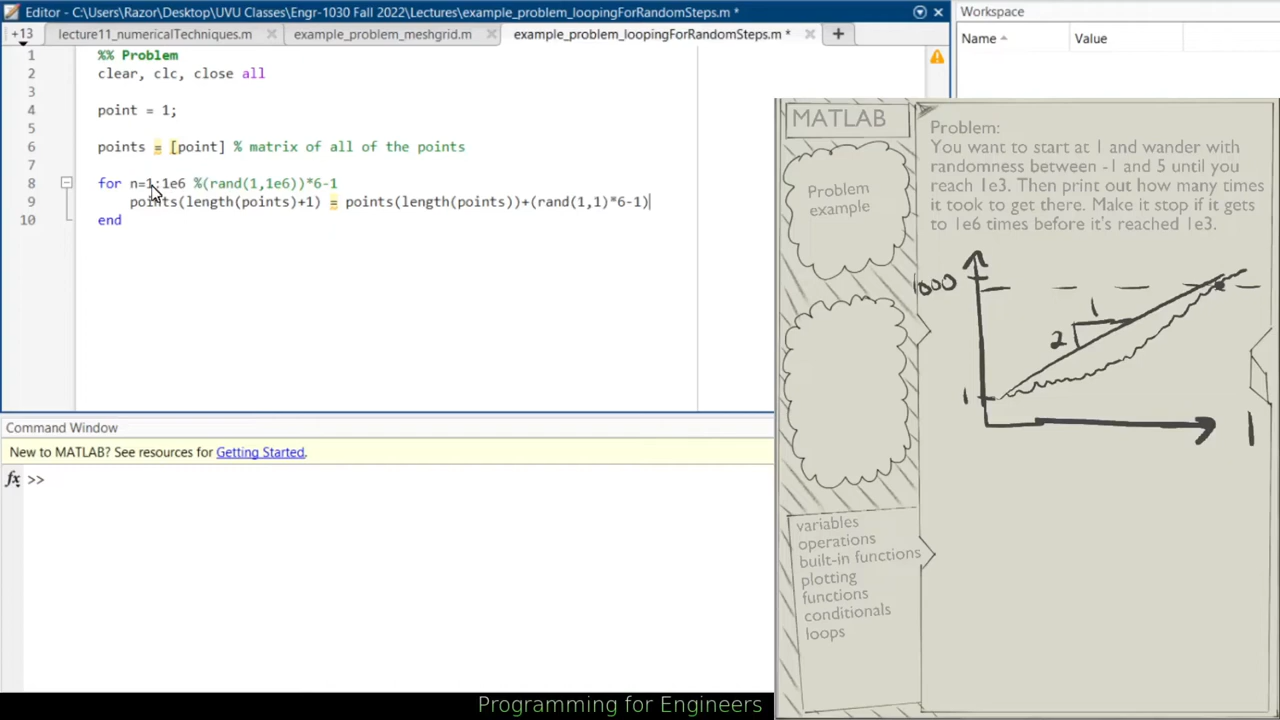 Editor - C:\Users\Razor\Desktop\UVU Classes\Engr-1030 Fall 2022\Lectures\example_problem_loopingForRandomSteps.m *
+13 lecture11_numericalTechniques.m example_problem_meshgrid.m example_problem_loopingForRandomSteps.m * +
1 %% Problem
2 clear, clc, close all
3
4 point = 1;
5
6 points = [point] % matrix of all of the points
7
8 for n=1:1e6 %(rand(1,1e6))*6-1
9 points(length(points)+1) = points(length(points))+(rand(1,1)*6-1)
10 end
Command Window
New to MATLAB? See resources for Getting Started.
fx >>
Workspace
Name Value
MATLAB
Problem
example
variables
operations
built-in functions
plotting
functions
conditionals
loops
Problem:
You want to start at 1 and wander with
randomness between -1 and 5 until you
reach 1e3. Then print out how many times
it took to get there. Make it stop if it gets
to 1e6 times before it's reached 1e3.
1000
1
2
1
1
Programming for Engineers